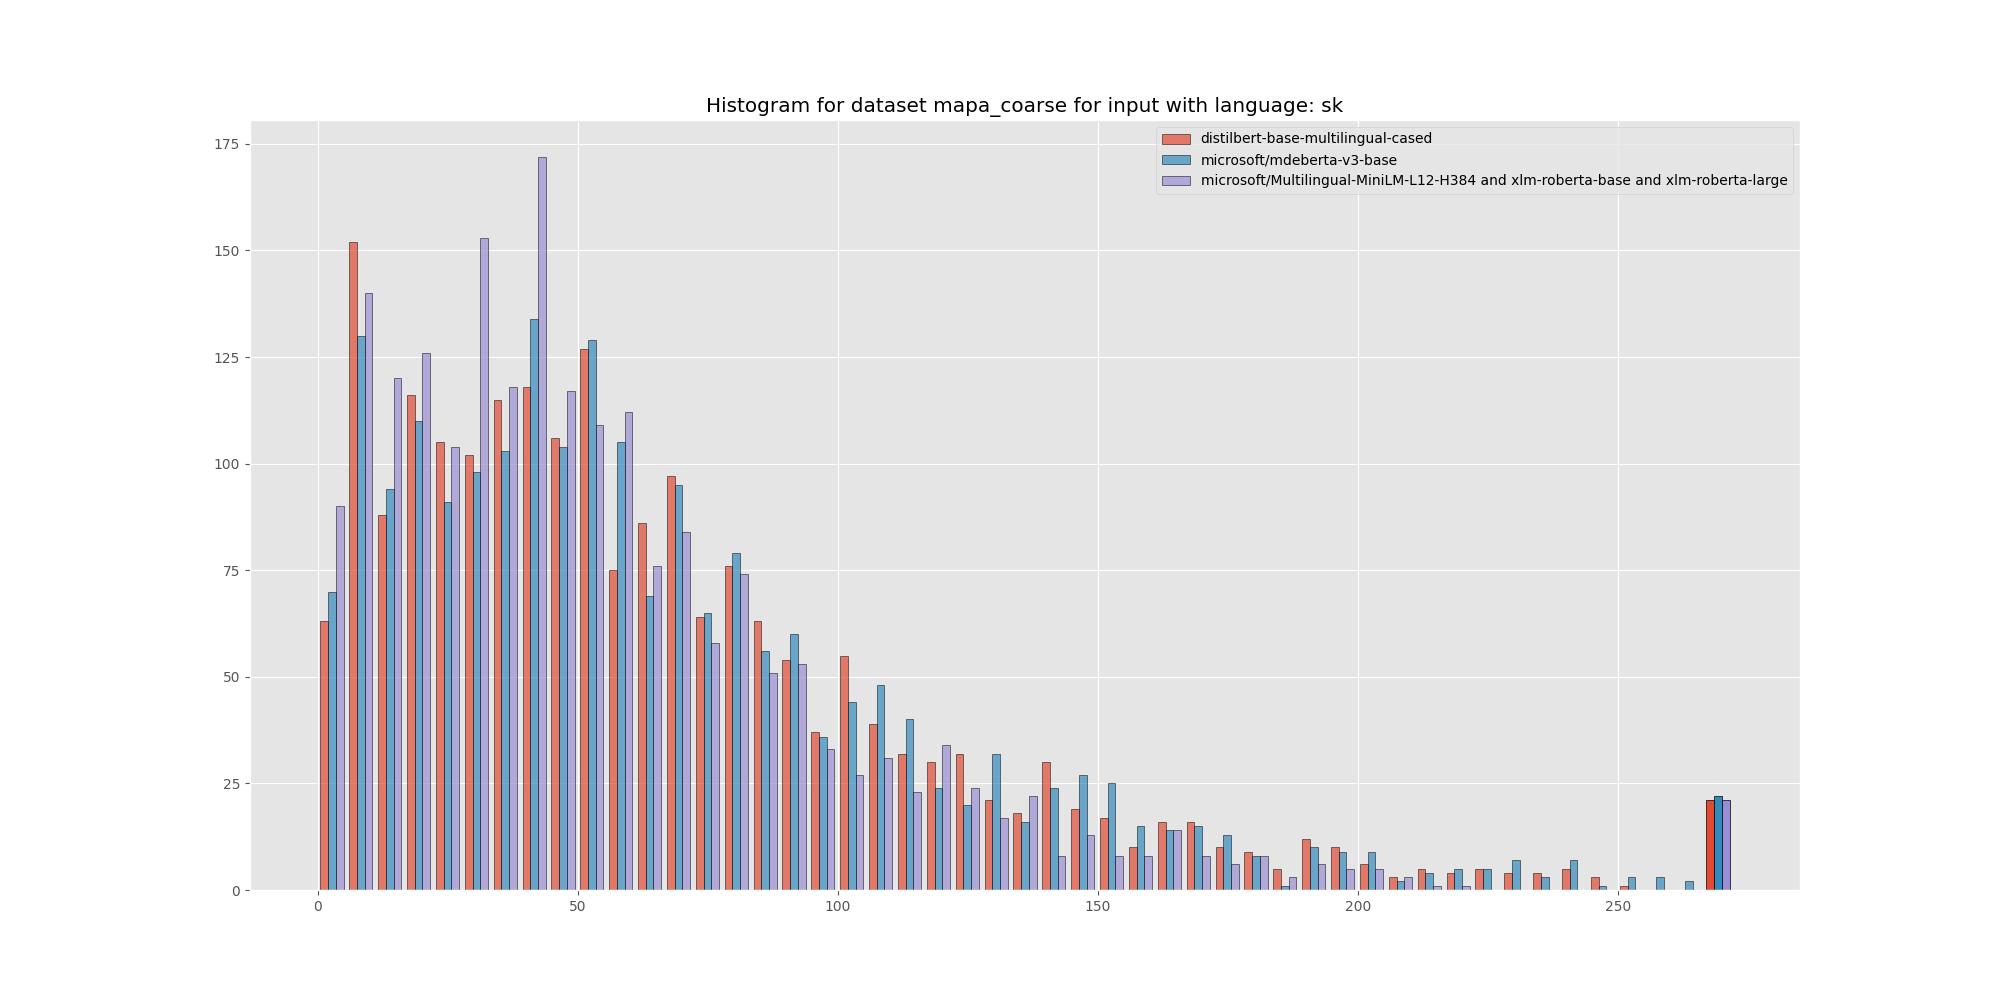 Histogram for dataset mapa_coarse for input with language: sk
distilbert-base-multilingual-cased
microsoft/mdeberta-v3-base
microsoft/Multilingual-MiniLM-L12-H384 and xlm-roberta-base and xlm-roberta-large
175
150
125
100
75
50
25
0
0 50 100 150 200 250